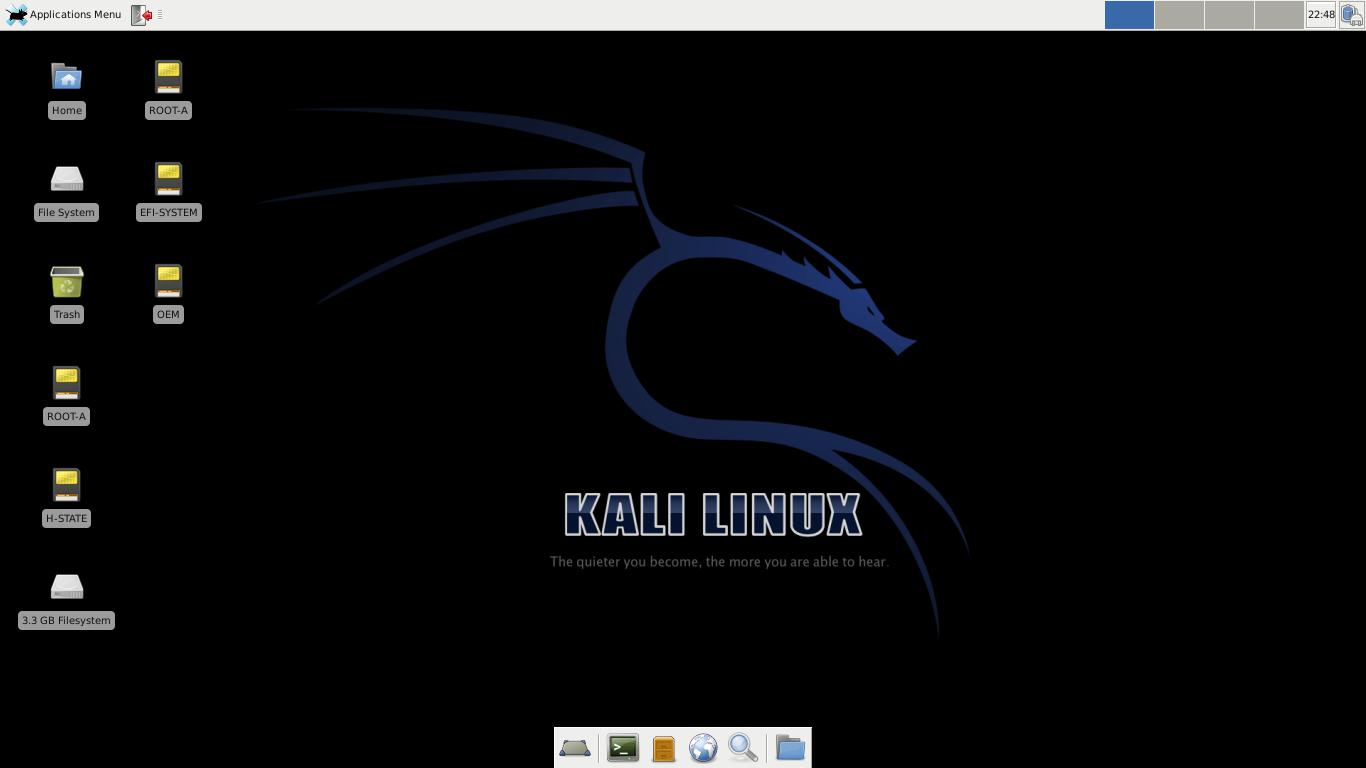 Applications Menu
22:48
Home
ROOT-A
File System
EFI-SYSTEM
Trash
OEM
ROOT-A
H-STATE
3.3 GB Filesystem
KALI LINUX
The quieter you become, the more you are able to hear.
>_